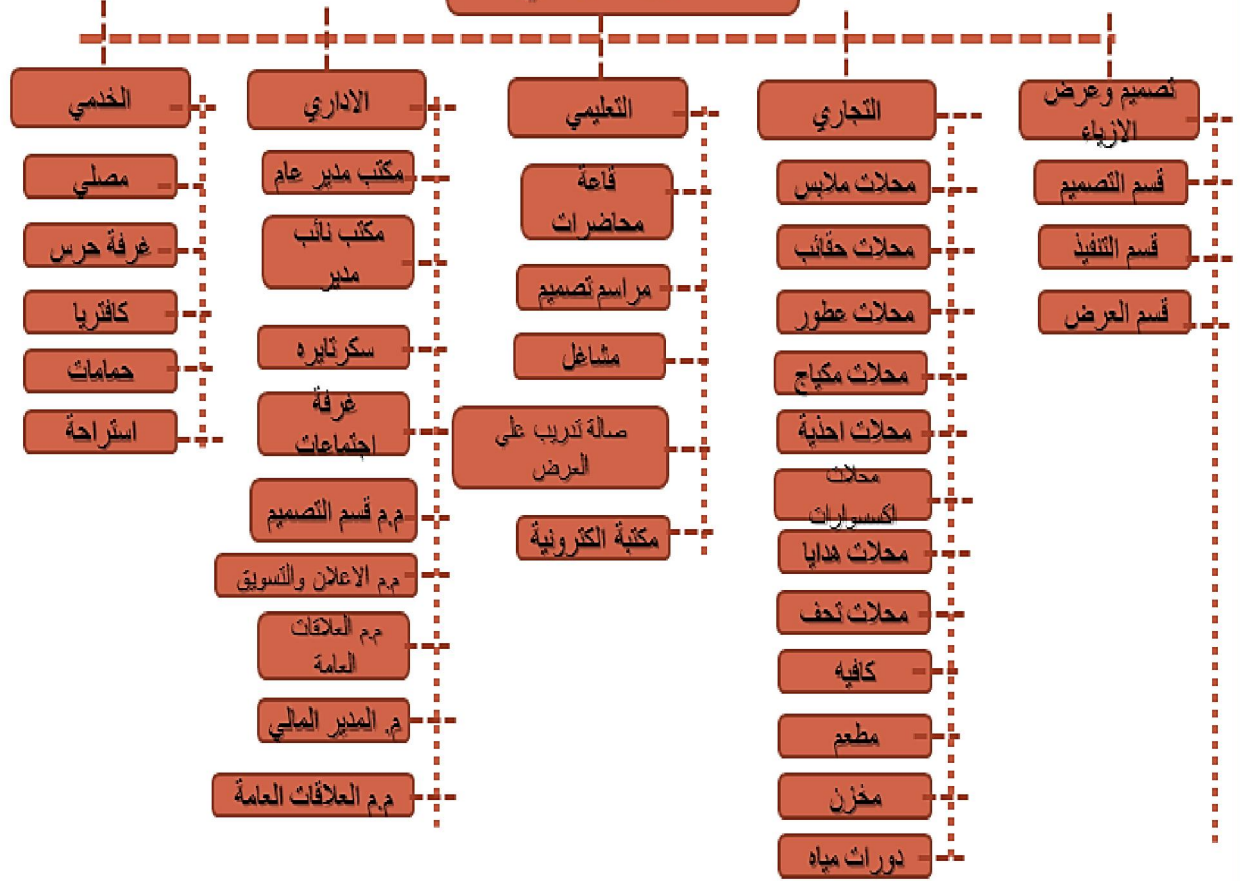 تصميم وعرض
الازياء
قسم التصميم
قسم التنفيذ
قسم العرض
التجاري
محلات ملابس
محلات حقائب
محلات عطور
محلات مكياج
محلات احذية
محلات
اكسسوارات
محلات هدايا
محلات تحف
كافيه
مطعم
مخزن
دورات مياه
التعليمي
قاعة
محاضرات
مراسم تصميم
مشاغل
صالة تدريب علي
العرض
مكتبة الكترونية
الاداري
مكتب مدير عام
مكتب نائب
مدير
سكرتايره
غرفة
اجتماعات
م.م قسم التصميم
م.م الاعلان والتسويق
م.م العلاقات
العامة
م. المدير المالي
م.م العلاقات العامة
الخدمي
مصلي
غرفة حرس
كافتريا
حمامات
استراحة